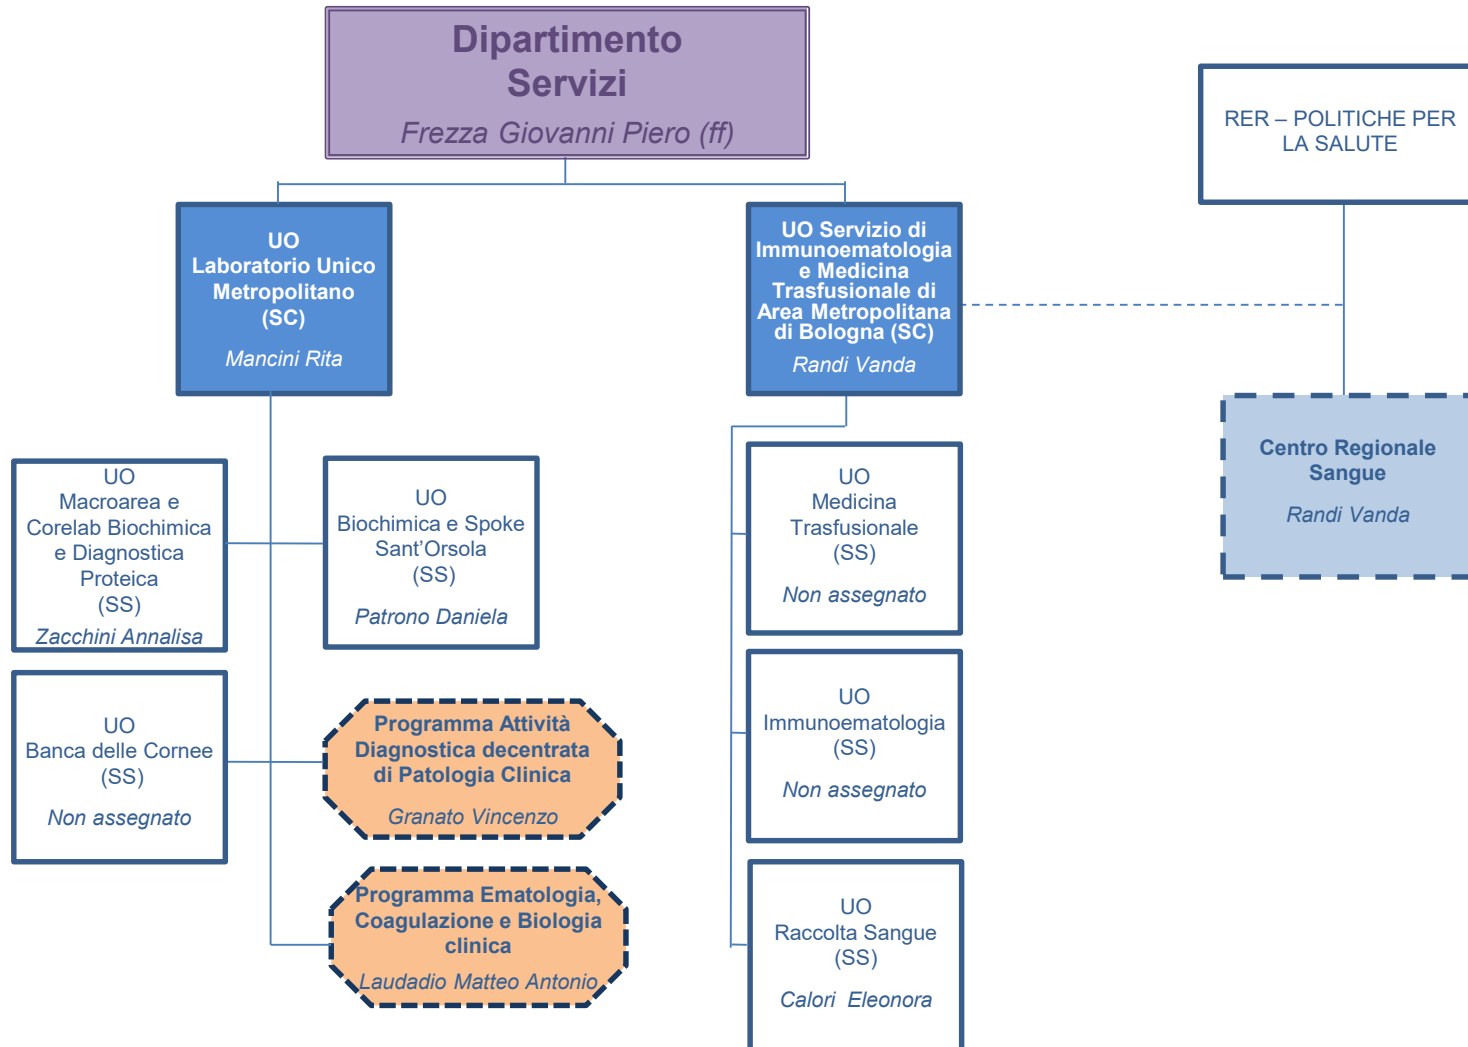 Dipartimento
Servizi
Frezza Giovanni Piero (ff)
RER – POLITICHE PER
LA SALUTE
UO
Laboratorio Unico
Metropolitano
(SC)
Mancini Rita
UO Servizio di
Immunoematologia
e Medicina
Trasfusionale di
Area Metropolitana
di Bologna (SC)
Randi Vanda
Centro Regionale
Sangue
Randi Vanda
UO
Macroarea e
Corelab Biochimica
e Diagnostica
Proteica
(SS)
Zacchini Annalisa
UO
Biochimica e Spoke
Sant’Orsola
(SS)
Patrono Daniela
UO
Medicina
Trasfusionale
(SS)
Non assegnato
UO
Banca delle Cornee
(SS)
Non assegnato
Programma Attività
Diagnostica decentrata
di Patologia Clinica
Granato Vincenzo
UO
Immunoematologia
(SS)
Non assegnato
Programma Ematologia,
Coagulazione e Biologia
clinica
Laudadio Matteo Antonio
UO
Raccolta Sangue
(SS)
Calori Eleonora